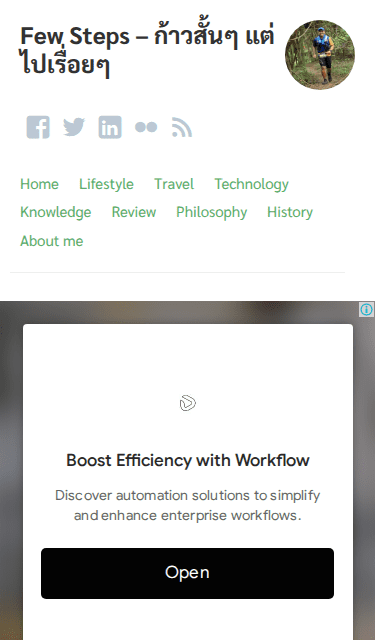 Few Steps – ก้าวสั้นๆ แต่
ไปเรื่อยๆ
Home Lifestyle Travel Technology
Knowledge Review Philosophy History
About me
Boost Efficiency with Workflow
Discover automation solutions to simplify
and enhance enterprise workflows.
Open